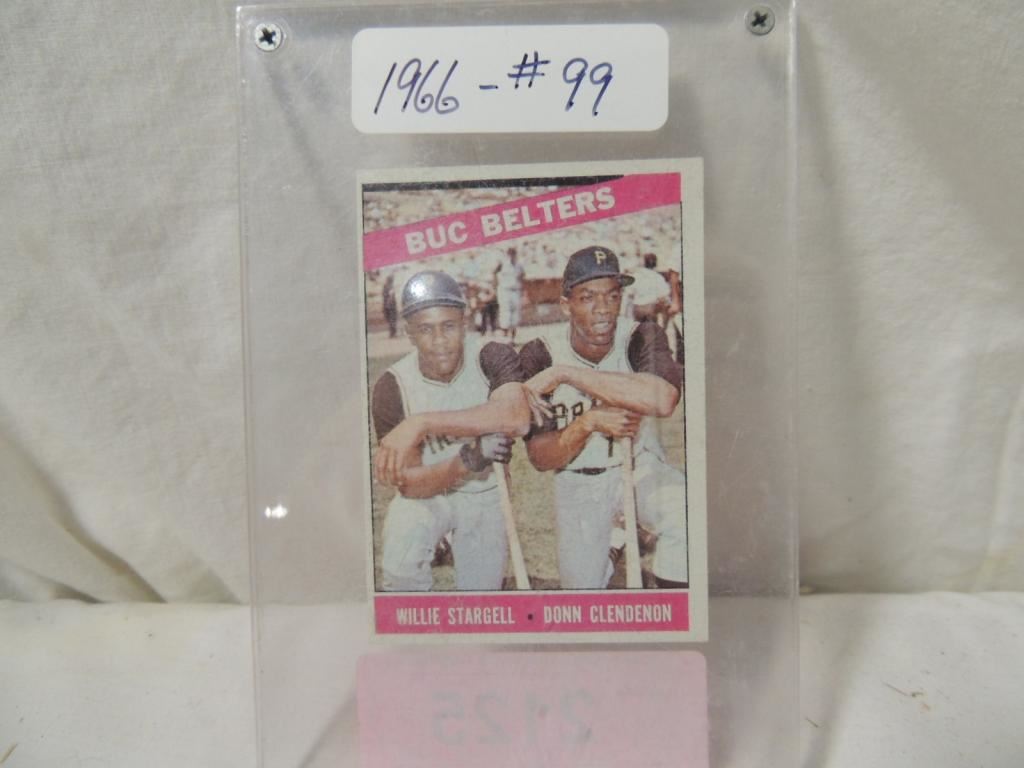 1966 - # 99
BUC BELTERS
P
WILLIE STARGELL • DONN CLENDENON
2125